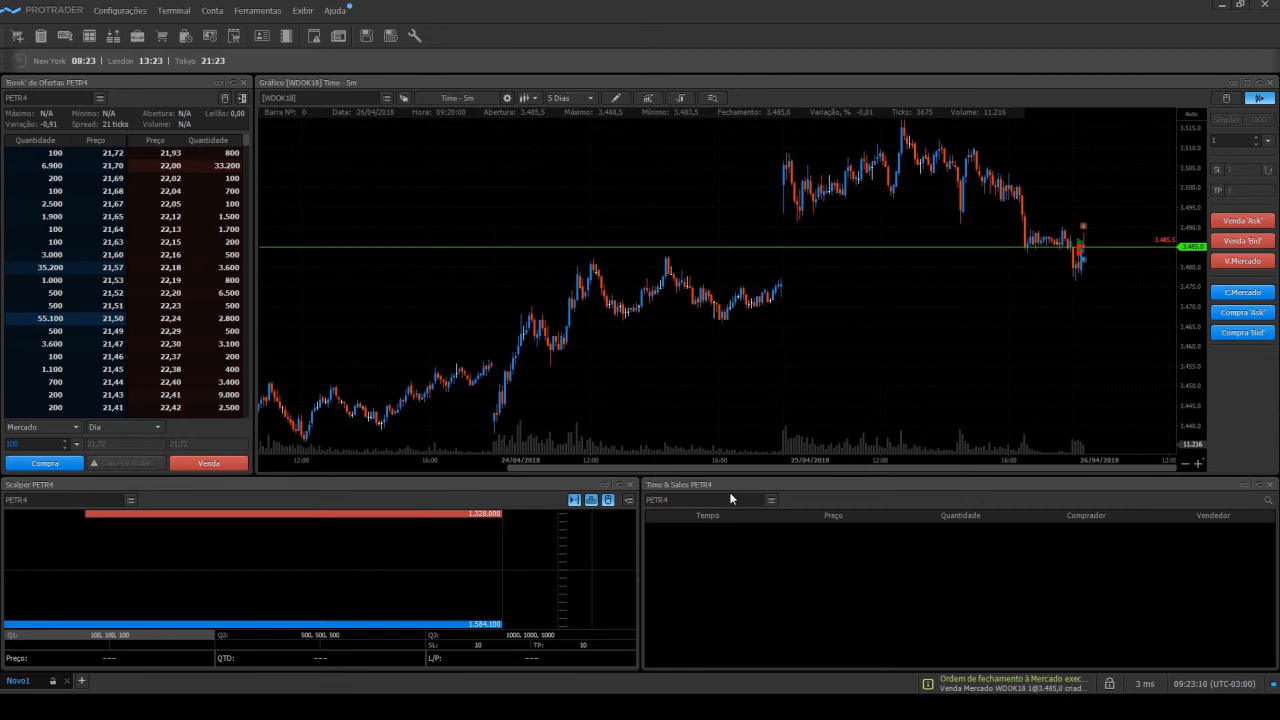 PROTRADER Configurações Terminal Conta Ferramentas Exibir Ajuda
New York 08:23 | London 13:23 | Tokyo 21:23
'Book' de Ofertas PETR4
PETR4
Máximo: N/A Mínimo: N/A Abertura: N/A Leilão: 0,00
Variação: -0,91 Spread: 21 ticks Volume: N/A
Quantidade Preço Preço Quantidade
100 21,72 21,93 800
6.900 21,70 22,00 33.200
200 21,69 22,02 100
100 21,68 22,04 700
2.500 21,67 22,05 100
1.900 21,65 22,12 1.500
100 21,64 22,13 1.700
100 21,63 22,15 200
3.000 21,60 22,16 500
35.200 21,57 22,18 3.600
1.000 21,53 22,19 800
500 21,52 22,20 6.500
500 21,51 22,23 500
55.100 21,50 22,24 2.800
500 21,49 22,29 500
3.600 21,47 22,30 3.100
100 21,46 22,37 200
1.100 21,45 22,38 400
700 21,44 22,40 3.400
200 21,43 22,41 9.000
200 21,41 22,42 2.500
Mercado Dia
100 21,72 21,72
Compra Cancela todas Venda
Gráfico [WDOK18] Time - 5m
[WDOK18] Time - 5m 5 Dias
Barra Nº: 0 Data: 26/04/2018 Hora: 09:20:00 Abertura: 3.485,5 Máximo: 3.488,5 Mínimo: 3.483,5 Fechamento: 3.485,0 Variação, %: -0,01 Ticks: 3675 Volume: 11.216
Auto
3.515.0
3.510.0
3.505.0
3.500.0
3.495.0
3.490.0
3.485,5
3.485.0
3.480.0
3.475.0
3.470.0
3.465.0
3.460.0
3.455.0
3.450.0
3.445.0
3.440.0
11.216
12:00 16:00 24/04/2018 12:00 16:00 25/04/2018 12:00 16:00 26/04/2018 12:00
Simples OCO
1
SL 1
TP 1
Venda 'Ask'
Venda 'Bid'
V.Mercado
C.Mercado
Compra 'Ask'
Compra 'Bid'
Scalper PETR4
PETR4
1.328.000
1.584.100
Q1: 100, 100, 100 Q2: 500, 500, 500 Q3: 1000, 1000, 1000
SL: 10 TP: 10
Preço: --- QTD: --- L/P: ---
Time & Sales PETR4
PETR4
Tempo Preço Quantidade Comprador Vendedor
Novo1
Ordem de fechamento à Mercado exec...
Venda Mercado WDOK18 1@3.485,0 criad...
3 ms 09:23:10 (UTC-03:00)